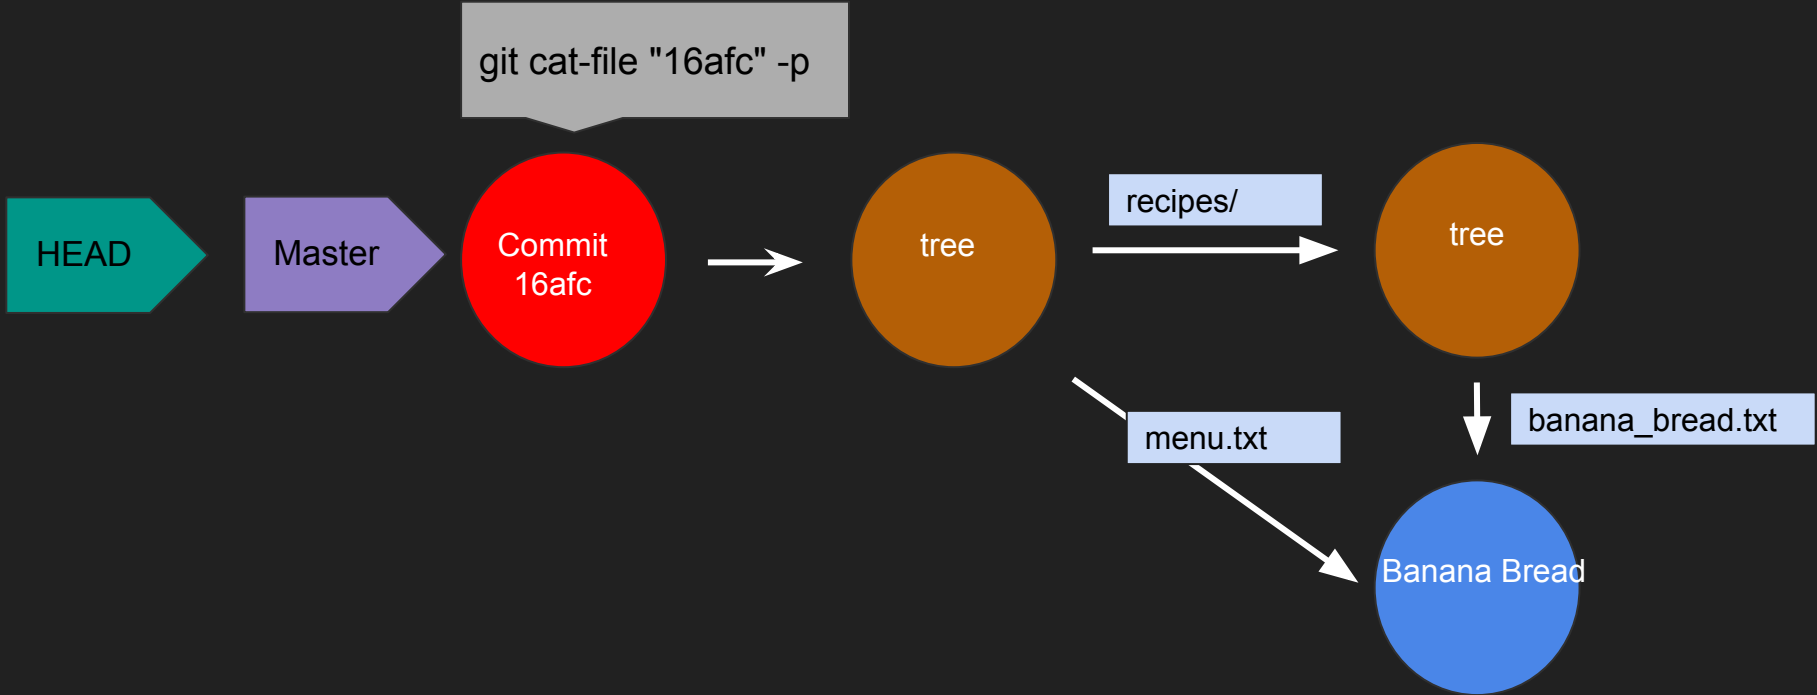 git cat-file "16afc" -p
HEAD
Master
Commit
16afc
tree
recipes/
tree
menu.txt
banana_bread.txt
Banana Bread